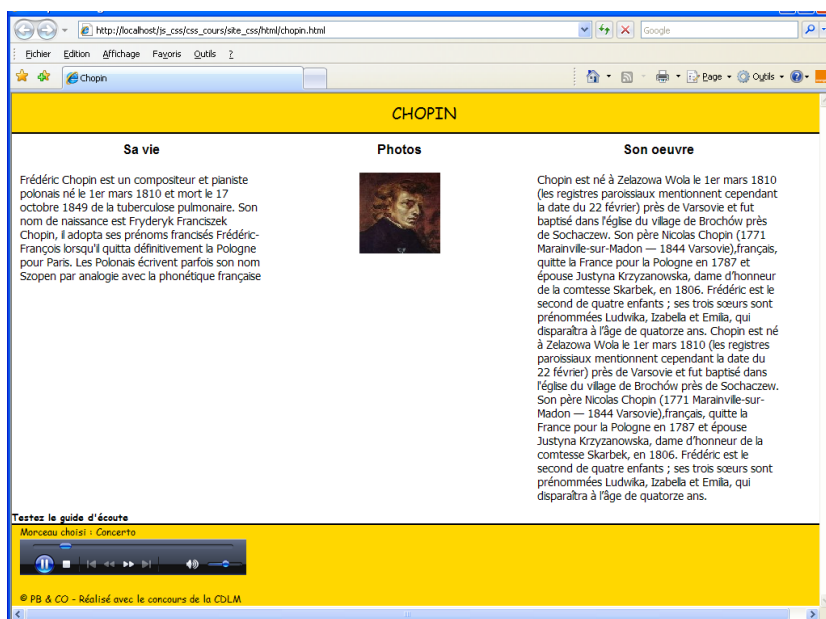 http://localhost/js_css/css_cours/site_css/html/chopin.html
Google
Fichier Edition Affichage Favoris Outils ?
Chopin
Page Outils
CHOPIN
Sa vie
Frédéric Chopin est un compositeur et pianiste
polonais né le 1er mars 1810 et mort le 17
octobre 1849 de la tuberculose pulmonaire. Son
nom de naissance est Fryderyk Franciszek
Chopin, il adopta ses prénoms francisés Frédéric-
François lorsqu'il quitta définitivement la Pologne
pour Paris. Les Polonais écrivent parfois son nom
Szopen par analogie avec la phonétique française
Photos
Son oeuvre
Chopin est né à Zelazowa Wola le 1er mars 1810
(les registres paroissiaux mentionnent cependant
la date du 22 février) près de Varsovie et fut
baptisé dans l'église du village de Brochów près
de Sochaczew. Son père Nicolas Chopin (1771
Marainville-sur-Madon — 1844 Varsovie),français,
quitte la France pour la Pologne en 1787 et
épouse Justyna Krzyzanowska, dame d'honneur
de la comtesse Skarbek, en 1806. Frédéric est le
second de quatre enfants ; ses trois sœurs sont
prénommées Ludwika, Izabella et Emilia, qui
disparaîtra à l'âge de quatorze ans. Chopin est né
à Zelazowa Wola le 1er mars 1810 (les registres
paroissiaux mentionnent cependant la date du
22 février) près de Varsovie et fut baptisé dans
l'église du village de Brochów près de Sochaczew.
Son père Nicolas Chopin (1771 Marainville-sur-
Madon — 1844 Varsovie),français, quitte la
France pour la Pologne en 1787 et épouse
Justyna Krzyzanowska, dame d'honneur de la
comtesse Skarbek, en 1806. Frédéric est le
second de quatre enfants ; ses trois sœurs sont
prénommées Ludwika, Izabella et Emilia, qui
disparaîtra à l'âge de quatorze ans.
Testez le guide d'écoute
Morceau choisi : Concerto
© PB & CO - Réalisé avec le concours de la CDLM